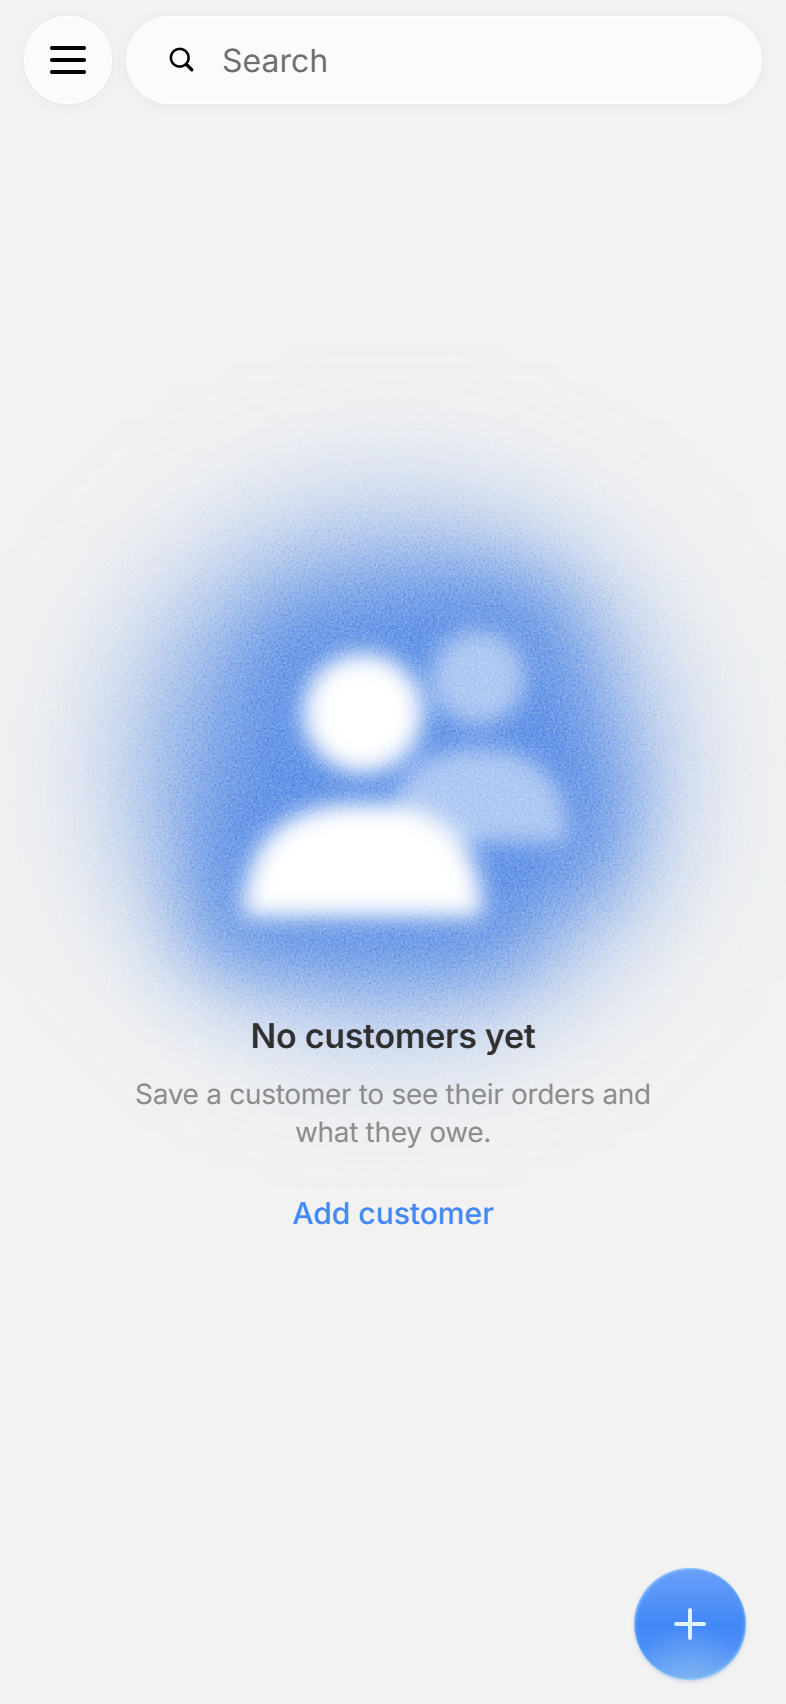 Search
No customers yet
Save a customer to see their orders and
what they owe.
Add customer